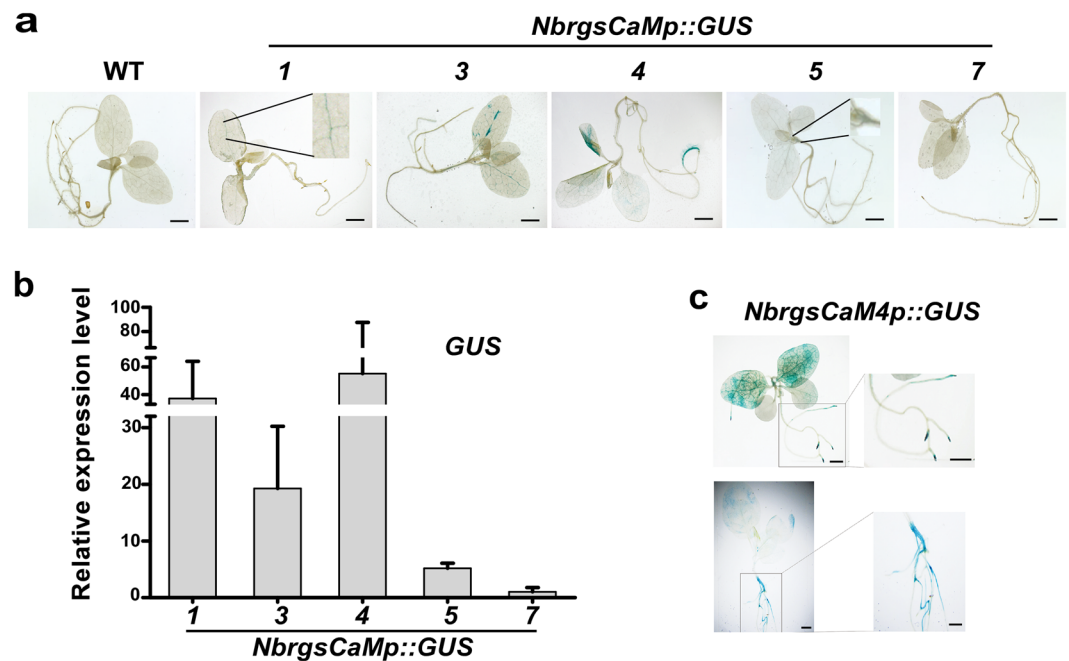 a
NbrgsCaMp::GUS
WT 1 3 4 5 7
b
Relative expression level
100
80
60
40
30
20
10
0
GUS
1 3 4 5 7
NbrgsCaMp::GUS
c
NbrgsCaM4p::GUS